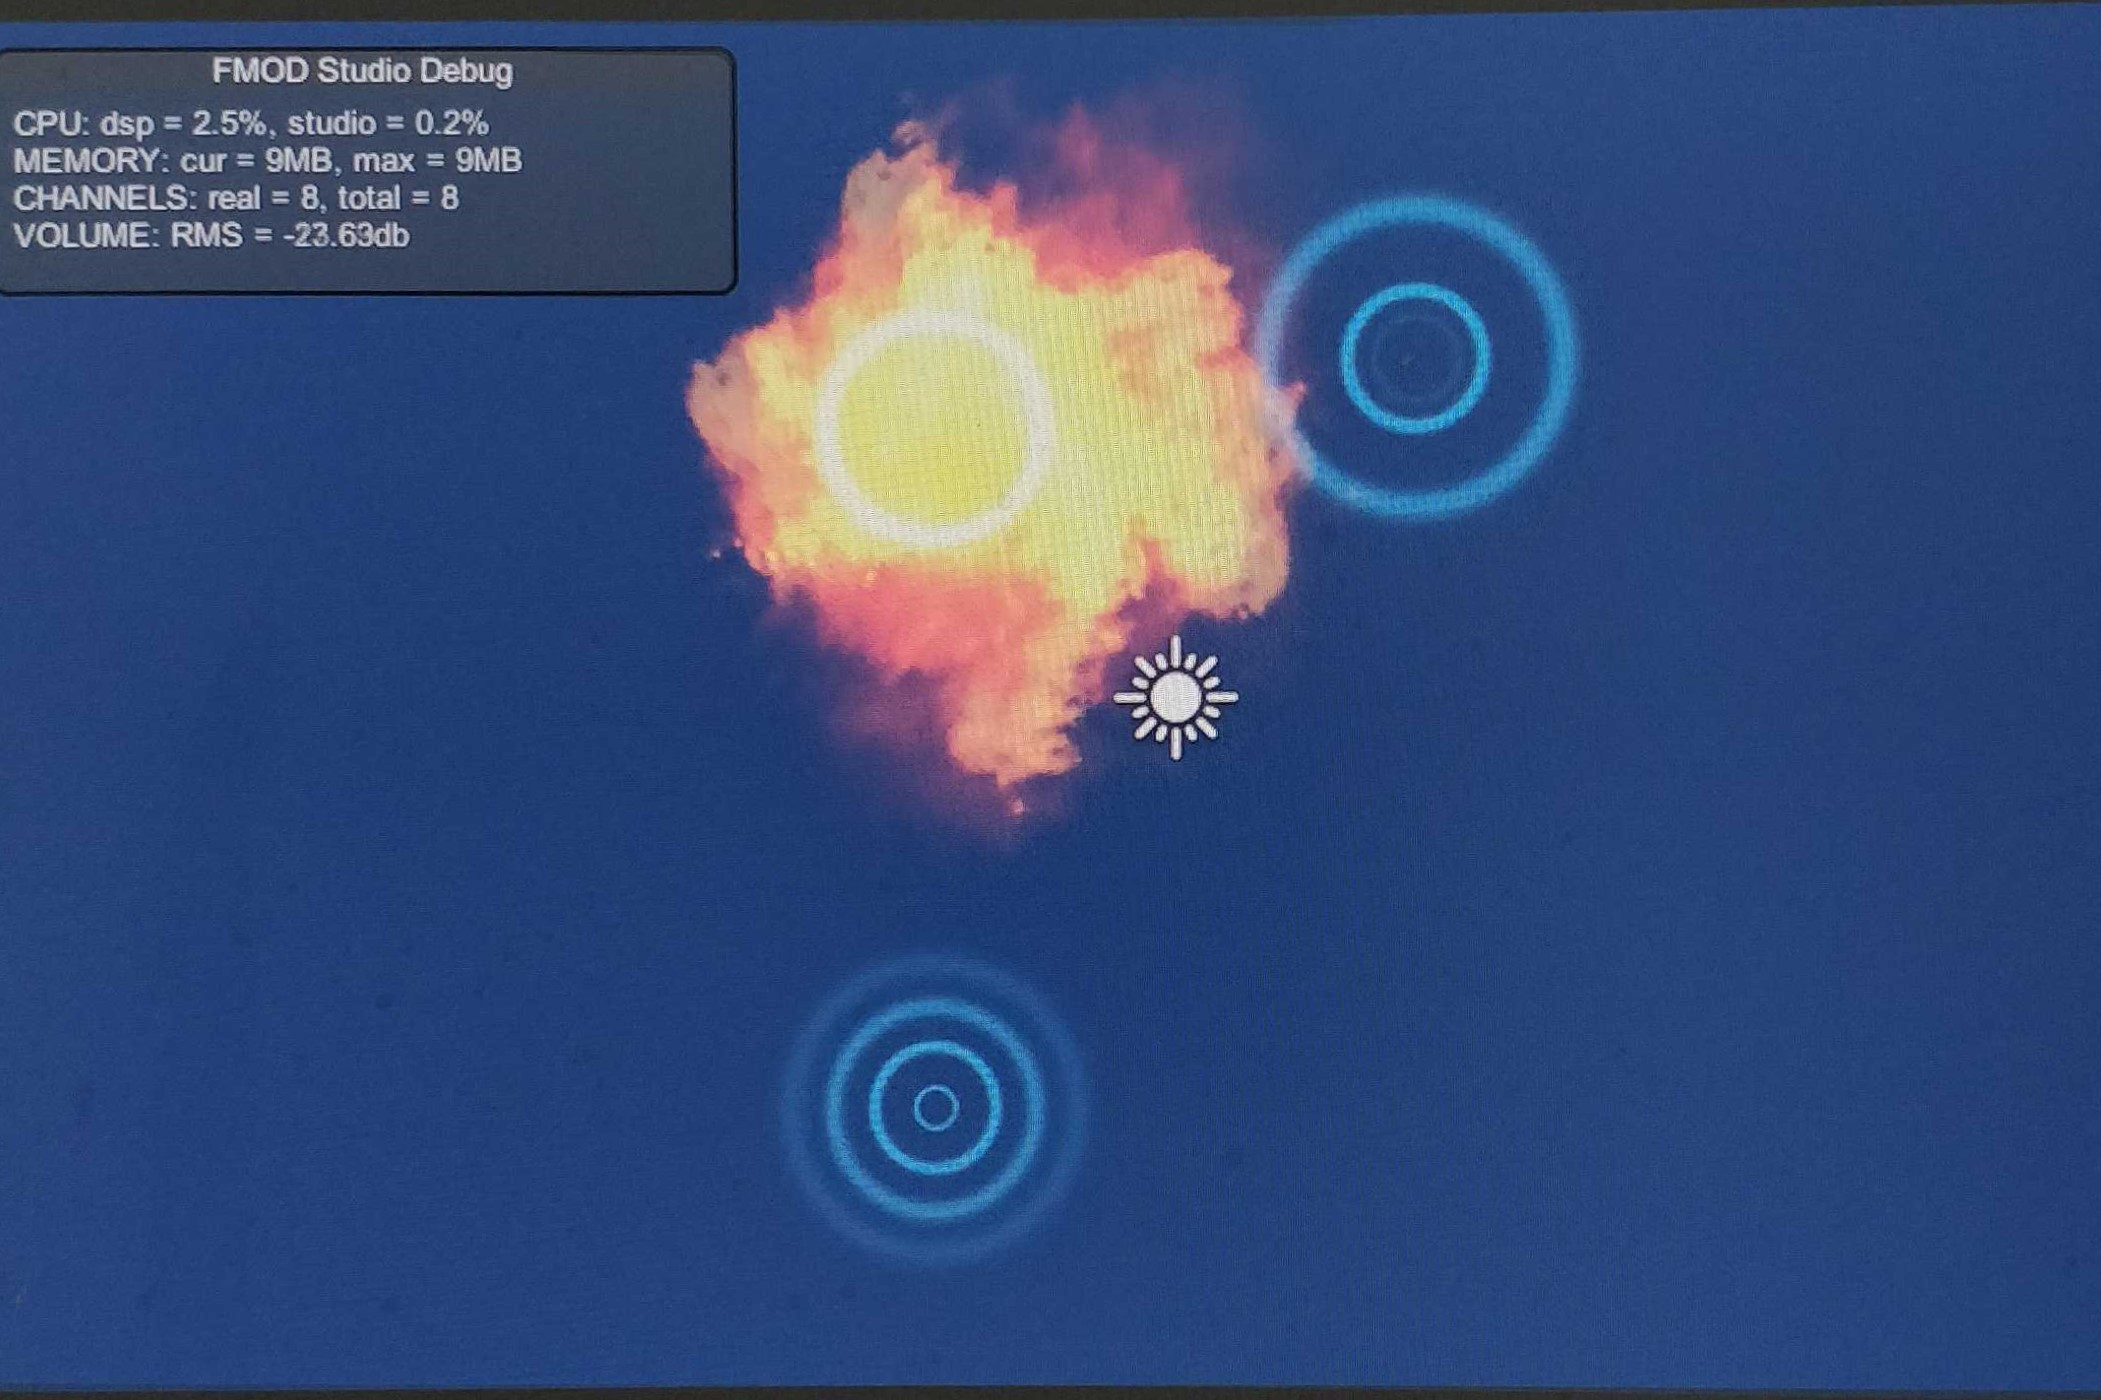 FMOD Studio Debug
CPU: dsp = 2.5%, studio = 0.2%
MEMORY: cur = 9MB, max = 9MB
CHANNELS: real = 8, total = 8
VOLUME: RMS = -23.63db